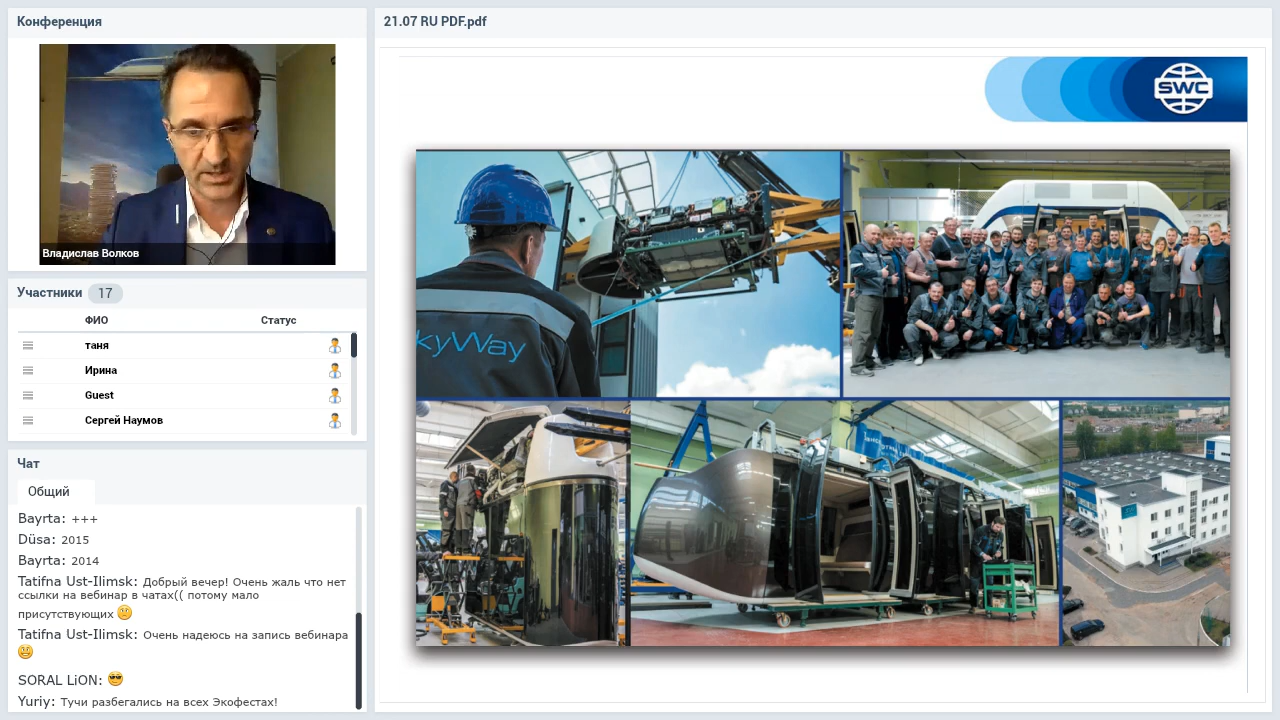 Конференция
Владислав Волков
Участники 17
ФИО Статус
таня
Ирина
Guest
Сергей Наумов
Чат
Общий
Bayrta: +++
Düsa: 2015
Bayrta: 2014
Tatifna Ust-Ilimsk: Добрый вечер! Очень жаль что нет
ссылки на вебинар в чатах(( потому мало
присутствующих
Tatifna Ust-Ilimsk: Очень надеюсь на запись вебинара
SORAL LiON:
Yuriy: Тучи разбегались на всех Экофестах!
21.07 RU PDF.pdf
SWC
kyWay